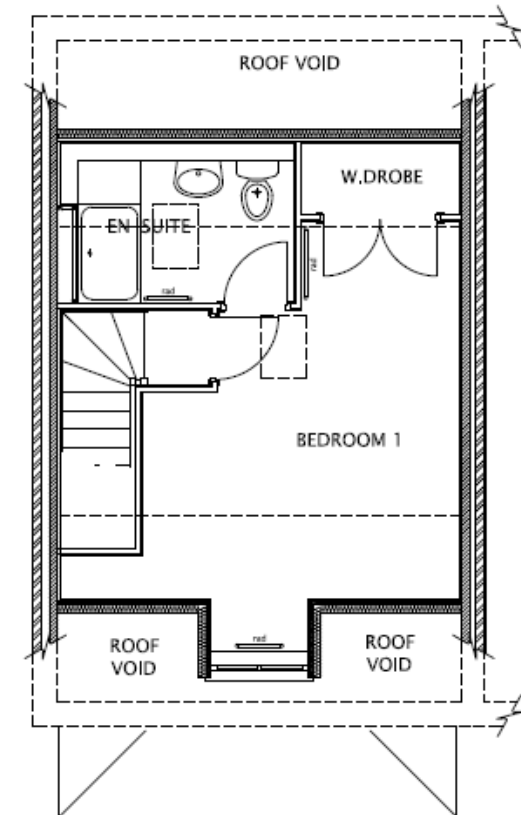 ROOF VOID
W.DROBE
EN SUITE
rad
rad
BEDROOM 1
rad
ROOF
VOID
ROOF
VOID